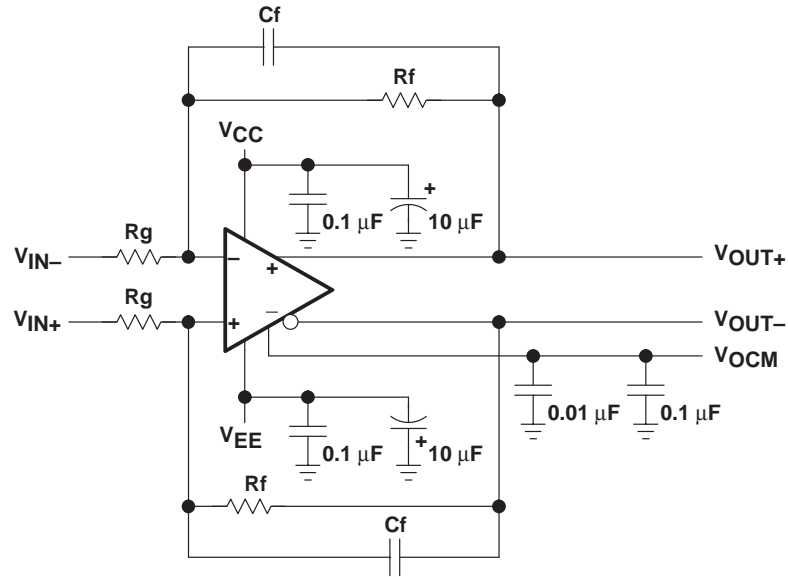 Cf
Rf
VCC
+
0.1 μF
10 μF
Rg
VIN–
–
+
VOUT+
Rg
VIN+
+
–
VOUT–
VOCM
0.01 μF
0.1 μF
VEE
0.1 μF
+
10 μF
Rf
Cf